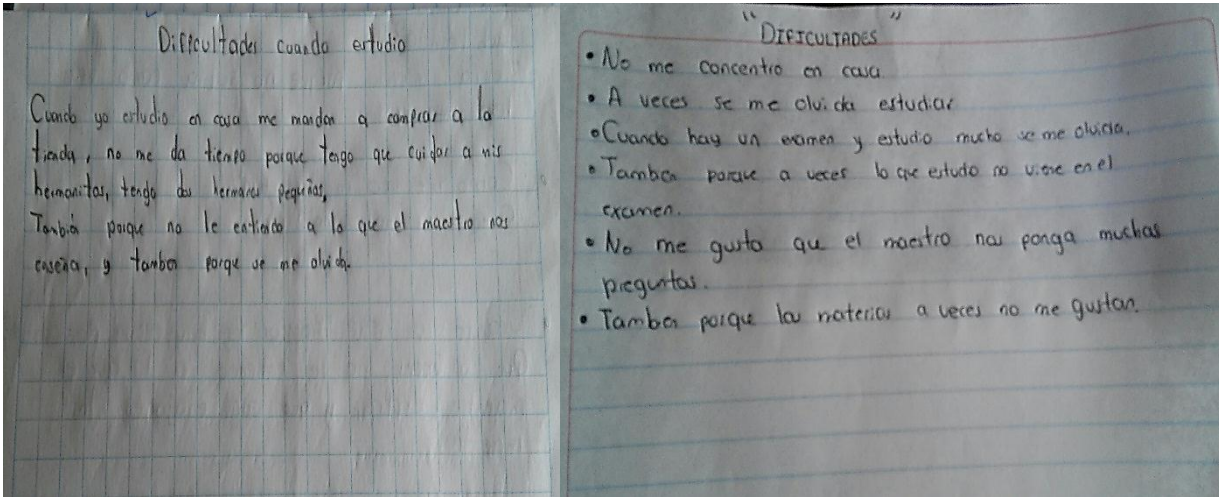 Dificultades cuando estudio
Cuando yo estudio en casa me mandan a comprar a la
tienda, no me da tiempo porque tengo que cuidar a mis
hermanitas, tengo dos hermanas pequeñas,
Tambien porque no le entiendo a lo que el maestro nos
enseña, y tambien porque se me olvida.
"DIFICULTADES"
• No me concentro en casa
• A veces se me olvida estudiar
• Cuando hay un examen y estudio mucho se me olvida.
• Tambien porque a veces lo que estudo no viene en el
examen.
• No me gusta que el maestro nos ponga muchas
preguntas.
• Tambien porque las materias a veces no me gustan.